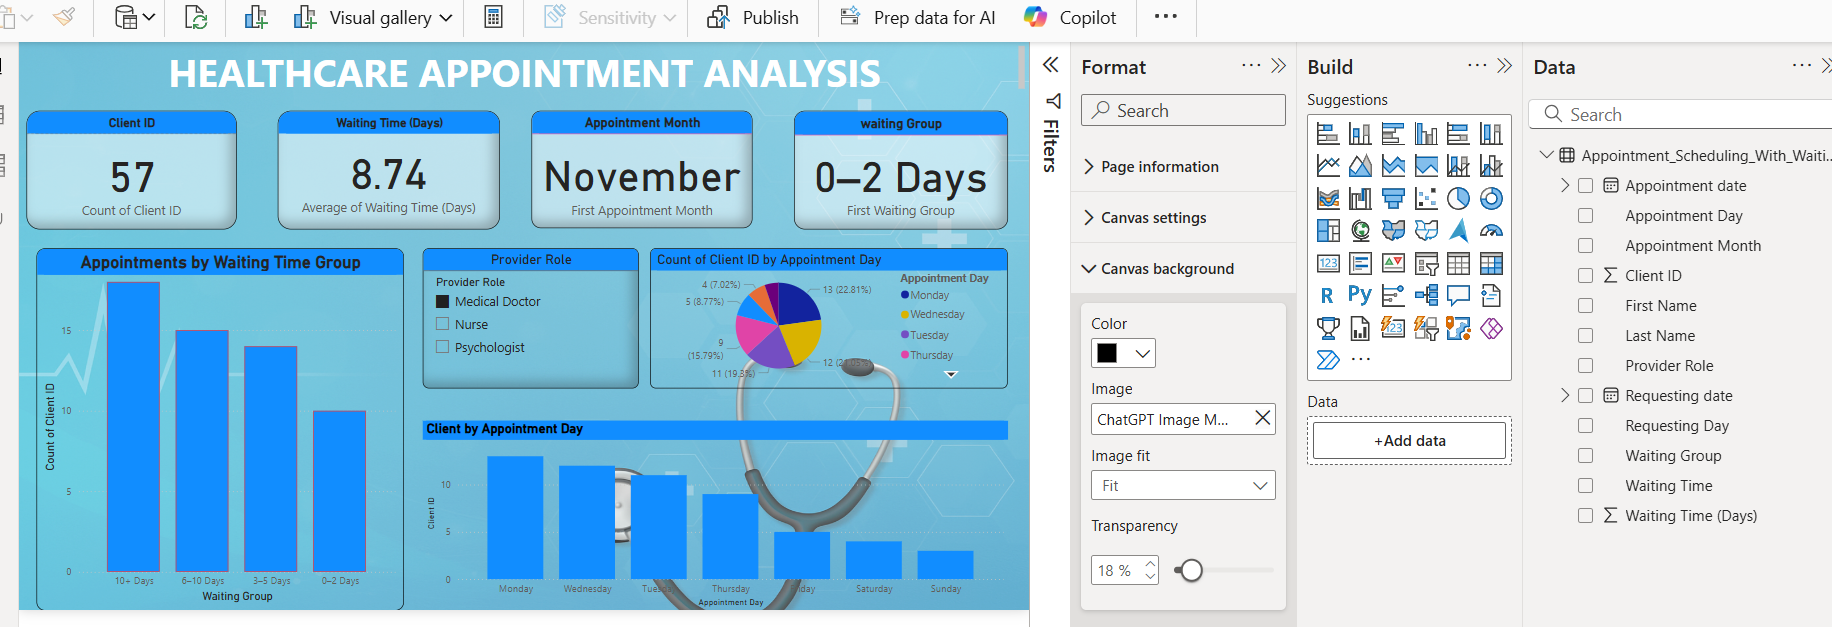 Visual gallery
Sensitivity
Publish
Prep data for AI
Copilot
HEALTHCARE APPOINTMENT ANALYSIS
Client ID
57
Count of Client ID
Waiting Time (Days)
8.74
Average of Waiting Time (Days)
Appointment Month
November
First Appointment Month
waiting Group
0–2 Days
First Waiting Group
Appointments by Waiting Time Group
Count of Client ID
15
10
5
0
10+ Days
6–10 Days
3–5 Days
0–2 Days
Waiting Group
Provider Role
Provider Role
Medical Doctor
Nurse
Psychologist
Count of Client ID by Appointment Day
4 (7.02%)
5 (8.77%)
9
(15.79%)
11 (19.3%)
13 (22.81%)
12 (21.05%)
Appointment Day
Monday
Wednesday
Tuesday
Thursday
Client by Appointment Day
Client ID
10
5
0
Monday
Wednesday
Tuesday
Thursday
Friday
Saturday
Sunday
Appointment Day
Filters
Format
Search
Page information
Canvas settings
Canvas background
Color
Image
ChatGPT Image M...
Image fit
Fit
Transparency
18 %
Build
Suggestions
123
R
Py
123
Data
+Add data
Data
Search
Appointment_Scheduling_With_Waiti...
Appointment date
Appointment Day
Appointment Month
Client ID
First Name
Last Name
Provider Role
Requesting date
Requesting Day
Waiting Group
Waiting Time
Waiting Time (Days)